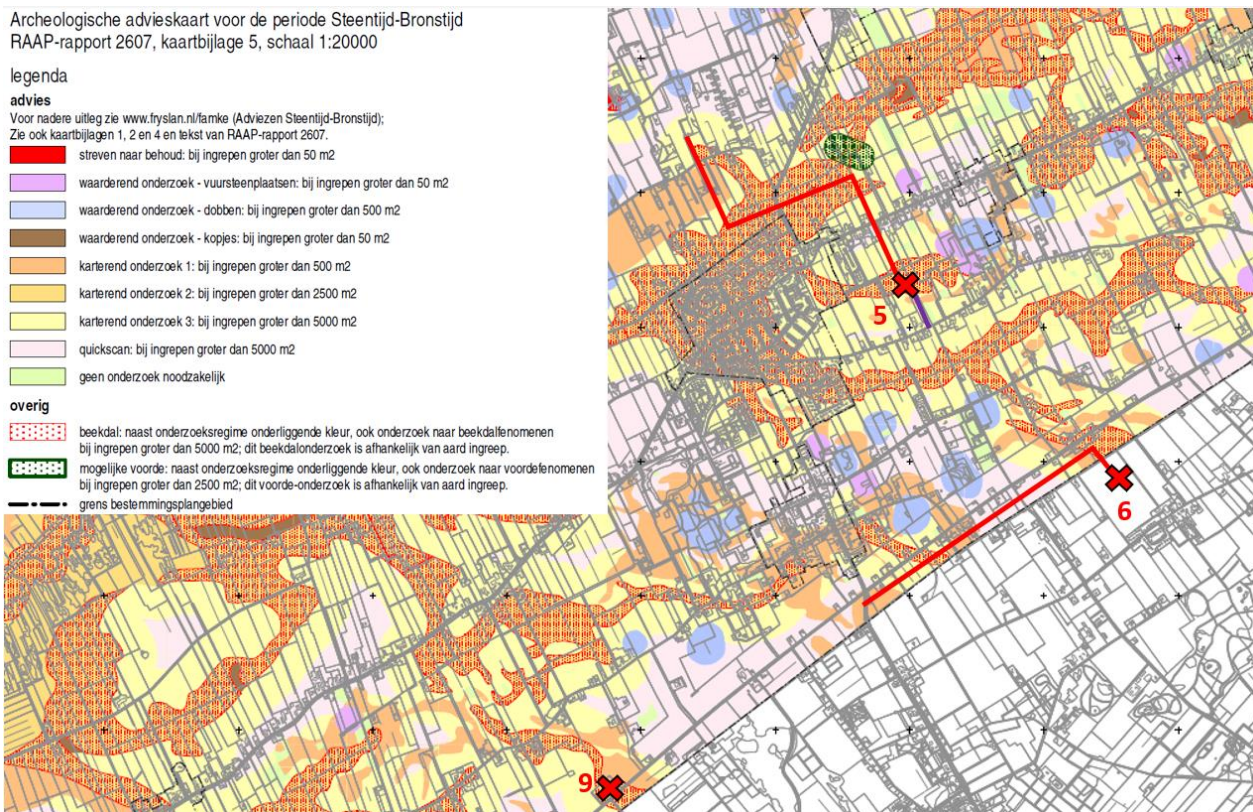 Archeologische advieskaart voor de periode Steentijd-Bronstijd
RAAP-rapport 2607, kaartbijlage 5, schaal 1:20000
legenda
advies
Voor nadere uitleg zie www.fryslan.nl/famke (Adviezen Steentijd-Bronstijd);
Zie ook kaartbijlagen 1, 2 en 4 en tekst van RAAP-rapport 2607.
streven naar behoud: bij ingrepen groter dan 50 m2
waarderend onderzoek - vuursteenplaatsen: bij ingrepen groter dan 50 m2
waarderend onderzoek - dobben: bij ingrepen groter dan 500 m2
waarderend onderzoek - kopjes: bij ingrepen groter dan 50 m2
karterend onderzoek 1: bij ingrepen groter dan 500 m2
karterend onderzoek 2: bij ingrepen groter dan 2500 m2
karterend onderzoek 3: bij ingrepen groter dan 5000 m2
quickscan: bij ingrepen groter dan 5000 m2
geen onderzoek noodzakelijk
overig
beekdal: naast onderzoeksregime onderliggende kleur, ook onderzoek naar beekdalfenomenen
bij ingrepen groter dan 5000 m2; dit beekdalonderzoek is afhankelijk van aard ingreep.
mogelijke voorde: naast onderzoeksregime onderliggende kleur, ook onderzoek naar voordefenomenen
bij ingrepen groter dan 2500 m2; dit voorde-onderzoek is afhankelijk van aard ingreep.
grens bestemmingsplangebied
5
6
9